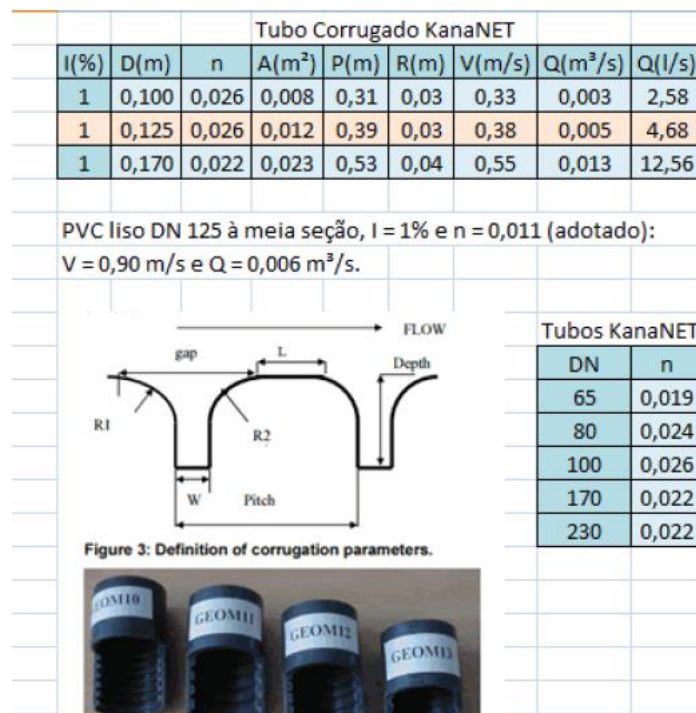 Tubo Corrugado KanaNET
I(%) D(m) n A(m²) P(m) R(m) V(m/s) Q(m³/s) Q(l/s)
1 0,100 0,026 0,008 0,31 0,03 0,33 0,003 2,58
1 0,125 0,026 0,012 0,39 0,03 0,38 0,005 4,68
1 0,170 0,022 0,023 0,53 0,04 0,55 0,013 12,56
PVC liso DN 125 à meia seção, I = 1% e n = 0,011 (adotado):
V = 0,90 m/s e Q = 0,006 m³/s.
FLOW
gap
L
Depth
R1
R2
W
Pitch
Figure 3: Definition of corrugation parameters.
GEOM10
GEOM11
GEOM12
GEOM13
Tubos KanaNET
DN n
65 0,019
80 0,024
100 0,026
170 0,022
230 0,022